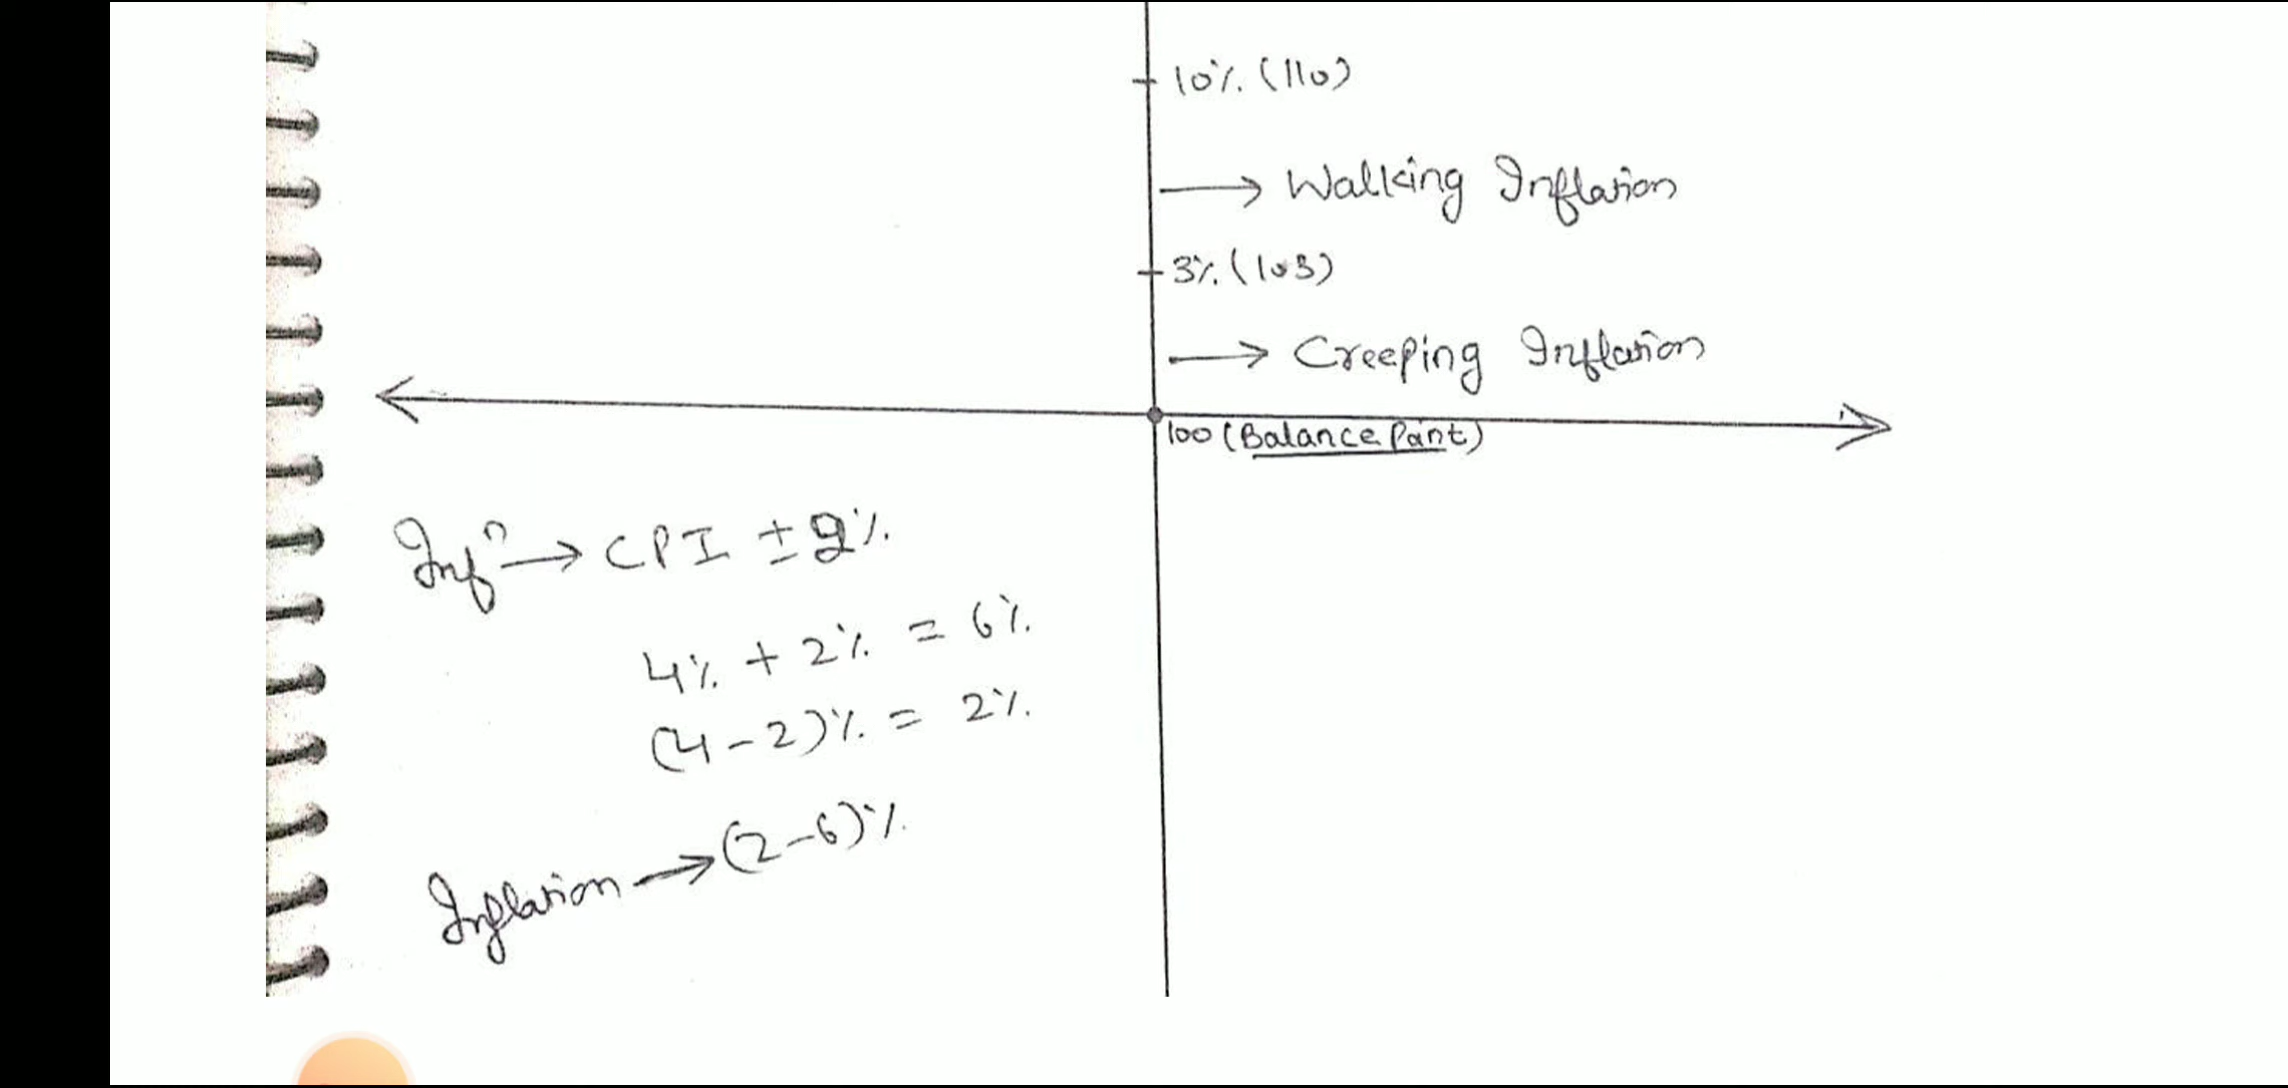 10% (110)
→ Walking Inflation
3% (103)
→ Creeping Inflation
100 (Balance Point)
Infⁿ → CPI ± 2%
4% + 2% = 6%
(4-2)% = 2%
Inflation → (2-6)%